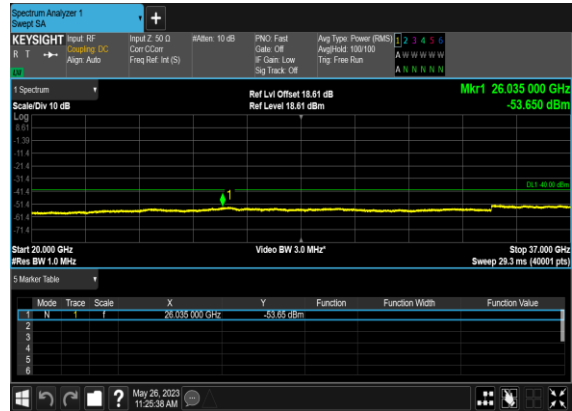 Spectrum Analyzer 1
Swept SA
+
KEYSIGHT Input: RF Input Z: 50 Ω #Atten: 10 dB PNO: Fast Avg Type: Power (RMS) 1 2 3 4 5 6
R T Coupling: DC Corr CCorr Gate: Off Avg|Hold: 100/100 A W W W W W
Align: Auto Freq Ref: Int (S) IF Gain: Low Trig: Free Run
Sig Track: Off A N N N N N
1 Spectrum Ref Lvl Offset 18.61 dB Mkr1 26.035 000 GHz
Scale/Div 10 dB Ref Level 18.61 dBm -53.650 dBm
Log
8.61
-1.39
-11.4
-21.4
-31.4
DL1 -40.00 dBm
-41.4
1
-51.4
-61.4
-71.4
Start 20.000 GHz Video BW 3.0 MHz* Stop 37.000 GHz
#Res BW 1.0 MHz Sweep 29.3 ms (40001 pts)
5 Marker Table
Mode Trace Scale X Y Function Function Width Function Value
1 N 1 f 26.035 000 GHz -53.65 dBm
2
3
4
5
6
? May 26, 2023
11:25:38 AM